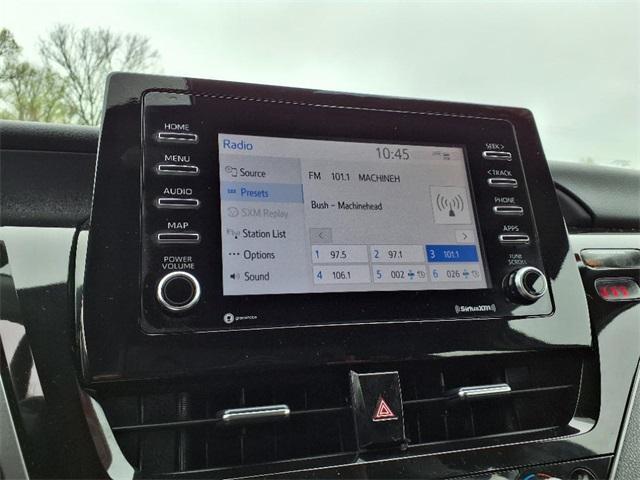 HOME
MENU
AUDIO
MAP
POWER
VOLUME
Radio
10:45
Source
Presets
SXM Replay
Station List
Options
Sound
FM 101.1 MACHINEH
Bush - Machinehead
1 97.5
2 97.1
3 101.1
4 106.1
5 002
6 026
SEEK>
<TRACK
PHONE
APPS
TUNE
SCROLL
gracenote
SiriusXM